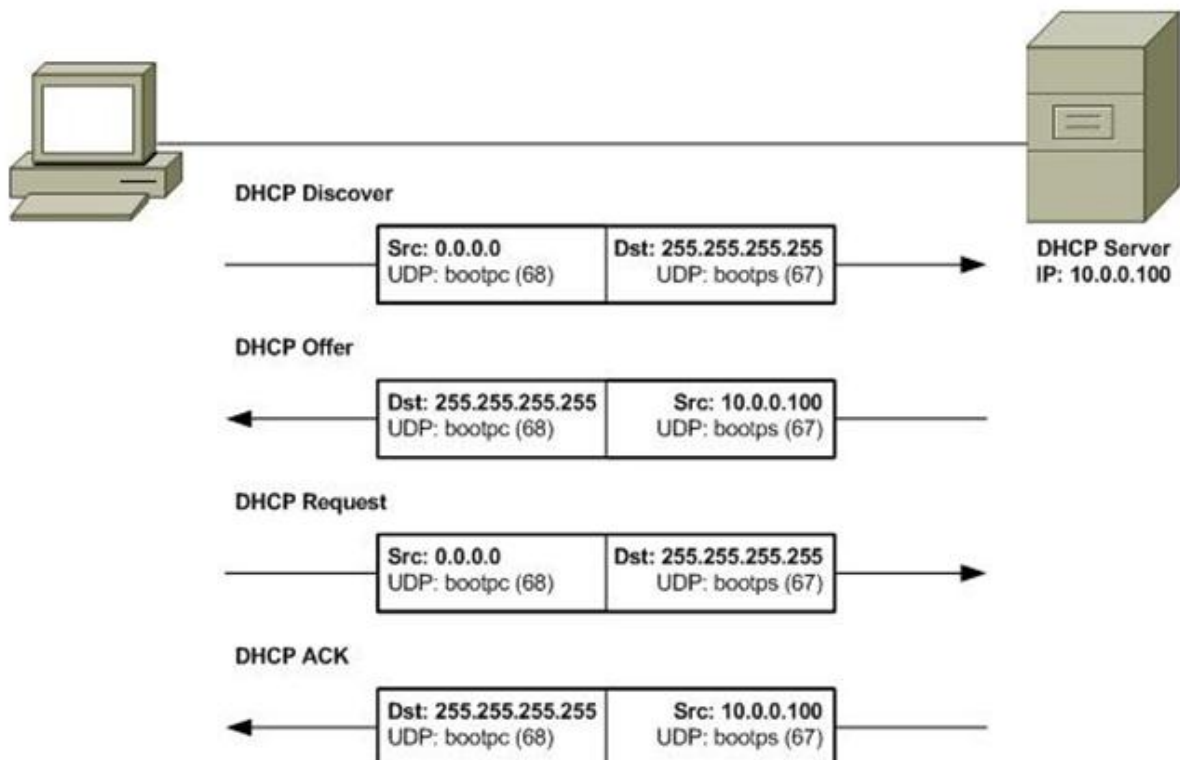 DHCP Discover
Src: 0.0.0.0 Dst: 255.255.255.255
UDP: bootpc (68) UDP: bootps (67)
DHCP Server
IP: 10.0.0.100
DHCP Offer
Dst: 255.255.255.255 Src: 10.0.0.100
UDP: bootpc (68) UDP: bootps (67)
DHCP Request
Src: 0.0.0.0 Dst: 255.255.255.255
UDP: bootpc (68) UDP: bootps (67)
DHCP ACK
Dst: 255.255.255.255 Src: 10.0.0.100
UDP: bootpc (68) UDP: bootps (67)